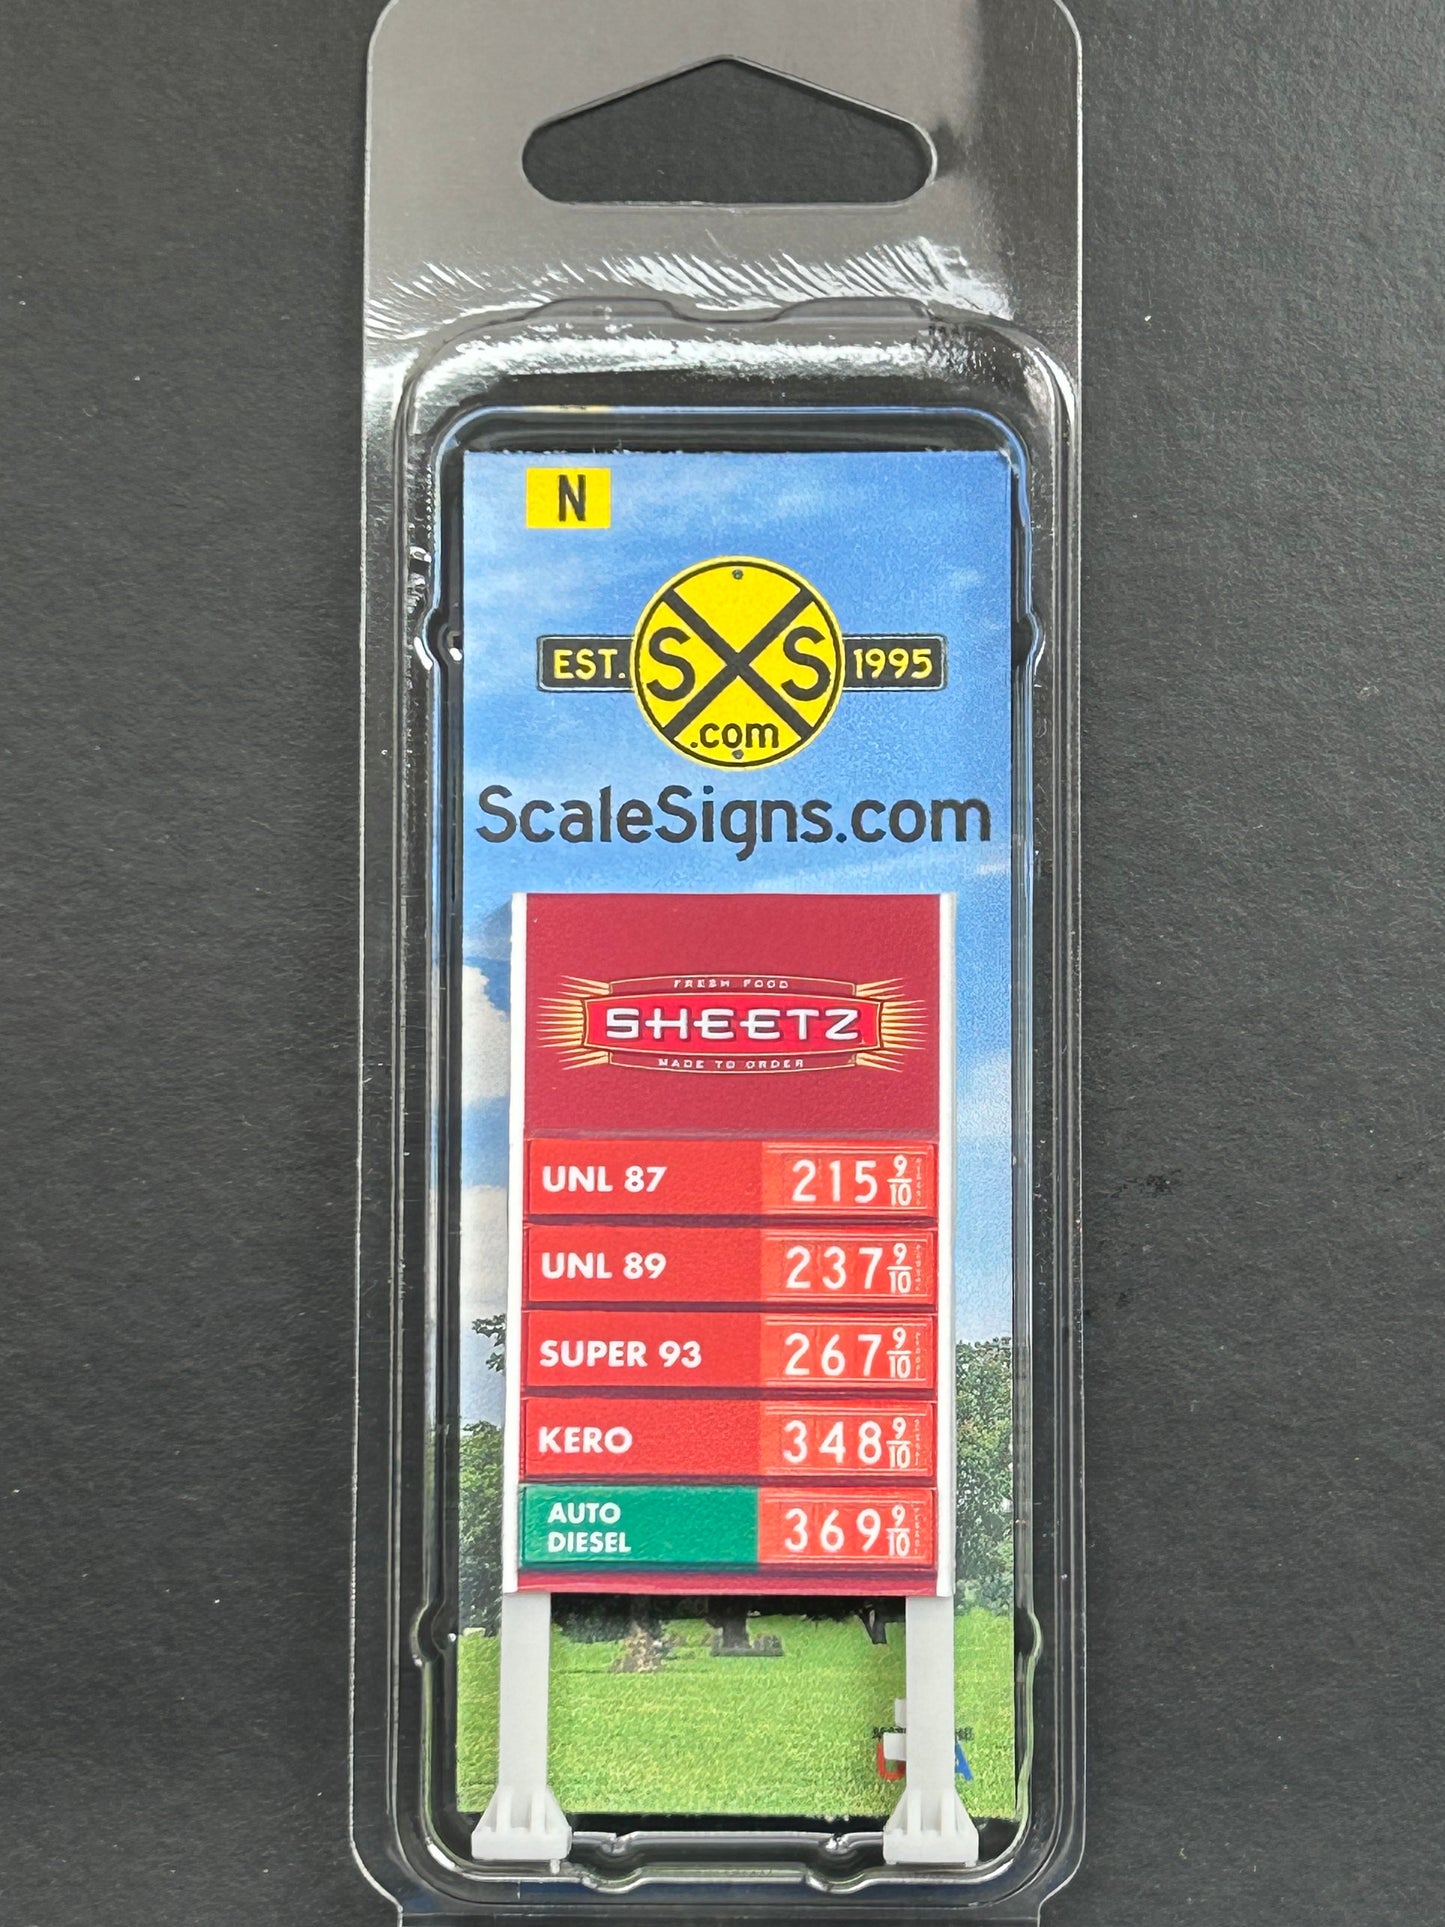 N
EST. SXS 1995
.com
ScaleSigns.com
FRESH FOOD
SHEETZ
MADE TO ORDER
UNL 87 215 9/10
UNL 89 237 9/10
SUPER 93 267 9/10
KERO 348 9/10
AUTO DIESEL 369 9/10